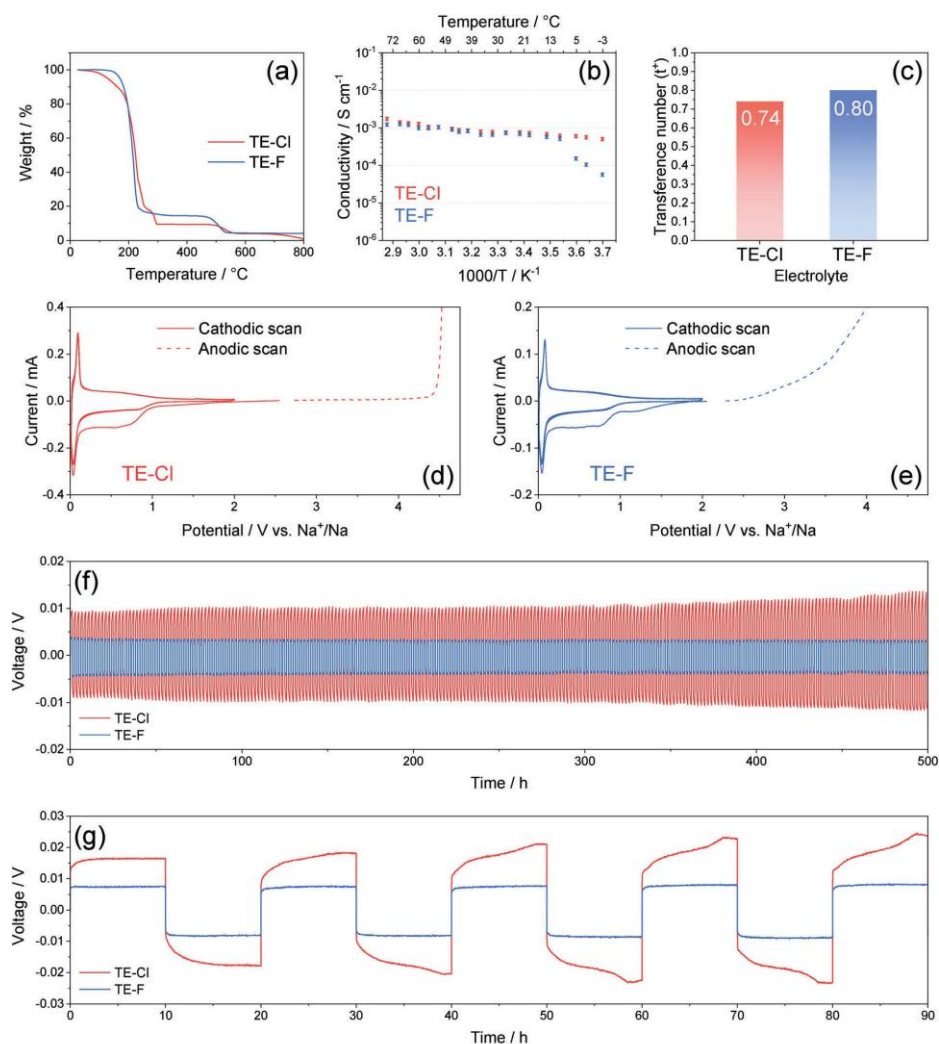 (a)
Weight / %
100
80
60
40
20
0
TE-Cl
TE-F
0 200 400 600 800
Temperature / °C
Temperature / °C
72 60 49 39 30 21 13 5 -3
(b)
Conductivity / S cm⁻¹
10⁻¹
10⁻²
10⁻³
10⁻⁴
10⁻⁵
10⁻⁶
TE-Cl
TE-F
2.9 3.0 3.1 3.2 3.3 3.4 3.5 3.6 3.7
1000/T / K⁻¹
(c)
Transference number (t⁺)
1.0
0.9
0.8
0.7
0.6
0.5
0.4
0.3
0.2
0.1
0.0
0.74
0.80
TE-Cl TE-F
Electrolyte
Current / mA
0.4
0.2
0.0
-0.2
-0.4
Cathodic scan
Anodic scan
TE-Cl
(d)
0 1 2 3 4
Potential / V vs. Na⁺/Na
Current / mA
0.2
0.1
0.0
-0.1
-0.2
Cathodic scan
Anodic scan
TE-F
(e)
0 1 2 3 4
Potential / V vs. Na⁺/Na
(f)
Voltage / V
0.02
0.01
0.00
-0.01
-0.02
TE-Cl
TE-F
0 100 200 300 400 500
Time / h
(g)
Voltage / V
0.03
0.02
0.01
0.00
-0.01
-0.02
-0.03
TE-Cl
TE-F
0 10 20 30 40 50 60 70 80 90
Time / h